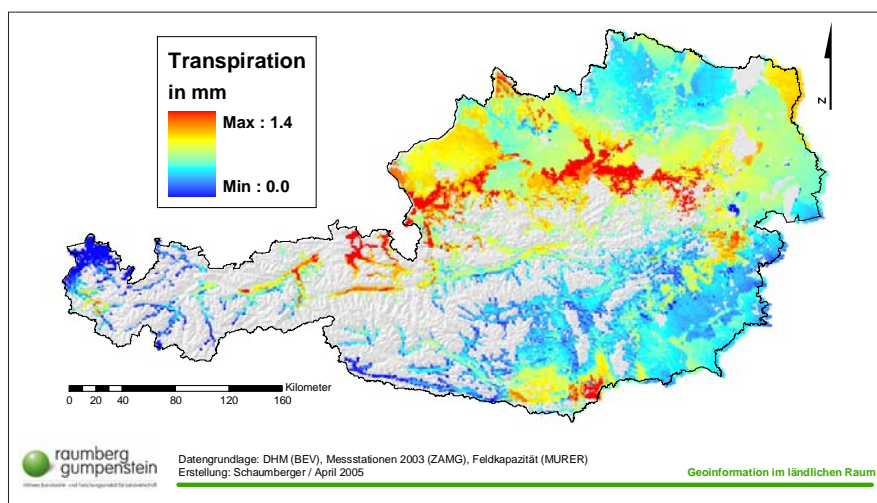 Transpiration
in mm
Max : 1.4
Min : 0.0
N
Kilometer
0 20 40 80 120 160
raumberg
gumpenstein
Datengrundlage: DHM (BEV), Messstationen 2003 (ZAMG), Feldkapazität (MURER)
Erstellung: Schaumberger / April 2005
Geoinformation im ländlichen Raum